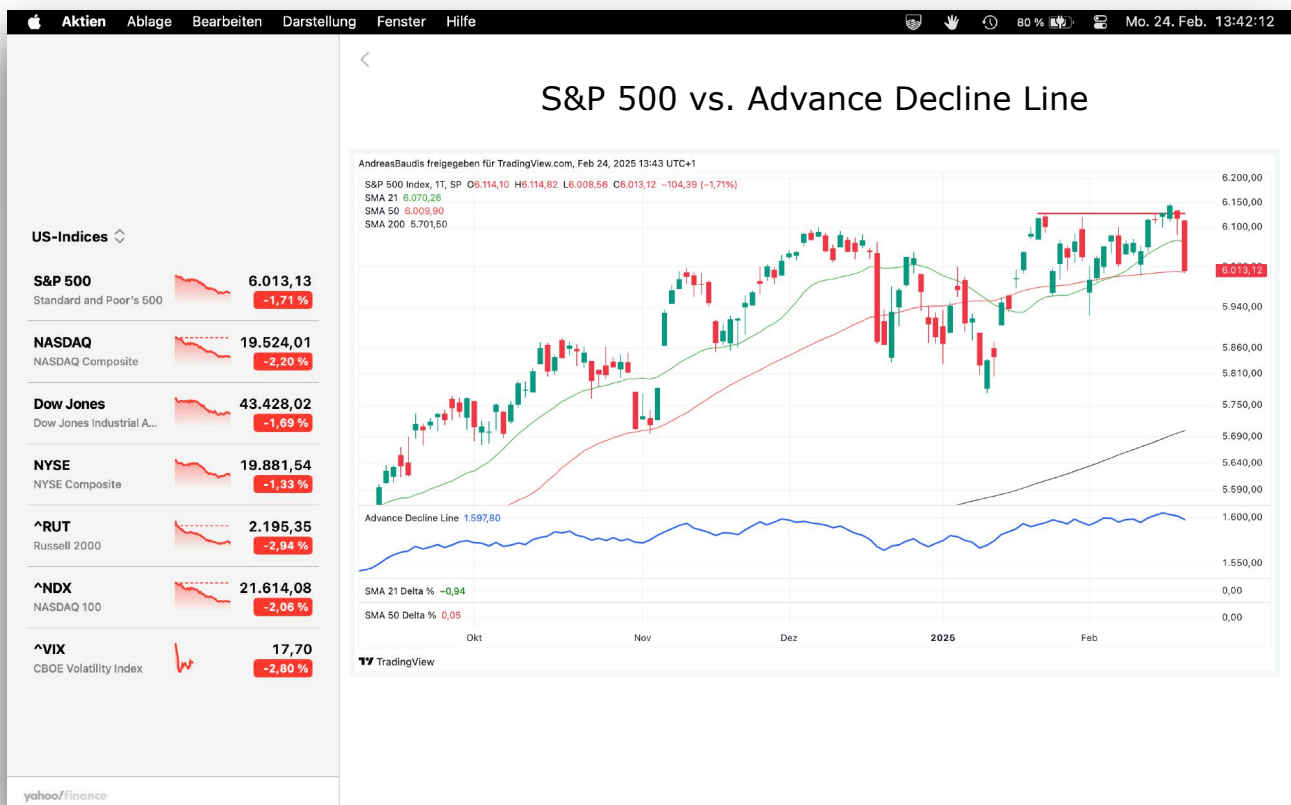 Aktien Ablage Bearbeiten Darstellung Fenster Hilfe 80 % Mo. 24. Feb. 13:42:12
S&P 500 vs. Advance Decline Line
US-Indices
S&P 500 6.013,13
Standard and Poor's 500 -1,71 %
NASDAQ 19.524,01
NASDAQ Composite -2,20 %
Dow Jones 43.428,02
Dow Jones Industrial A... -1,69 %
NYSE 19.881,54
NYSE Composite -1,33 %
^RUT 2.195,35
Russell 2000 -2,94 %
^NDX 21.614,08
NASDAQ 100 -2,06 %
^VIX 17,70
CBOE Volatility Index -2,80 %
yahoo!finance
AndreasBaudis freigegeben für TradingView.com, Feb 24, 2025 13:43 UTC+1
S&P 500 Index, 1T, SP O6.114,10 H6.114,82 L6.008,56 C6.013,12 −104,39 (−1,71%)
SMA 21 6.070,26
SMA 50 6.009,90
SMA 200 5.701,50
6.200,00
6.150,00
6.100,00
6.013,12
5.940,00
5.860,00
5.810,00
5.750,00
5.690,00
5.640,00
5.590,00
Advance Decline Line 1.597,80
1.600,00
1.550,00
SMA 21 Delta % −0,94 0,00
SMA 50 Delta % 0,05 0,00
Okt Nov Dez 2025 Feb
TradingView